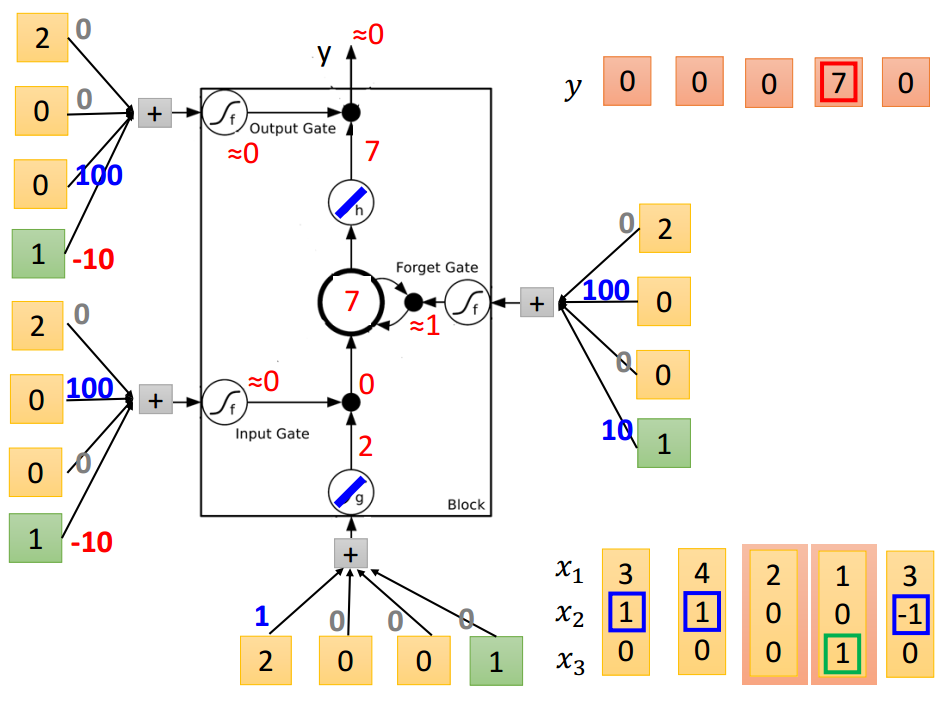 2 0
0 0
0 100
1 -10
+
f
Output Gate
≈0
y ≈0
7
h
y 0 0 0 7 0
Forget Gate
7
f
≈1
+
0 2
100 0
0 0
10 1
2 0
100
0
0 0
1 -10
+
f
≈0
Input Gate
0
2
g
Block
+
1 0 0 0
2 0 0 1
x₁ 3 4 2 1 3
x₂ 1 1 0 0 -1
x₃ 0 0 0 1 0